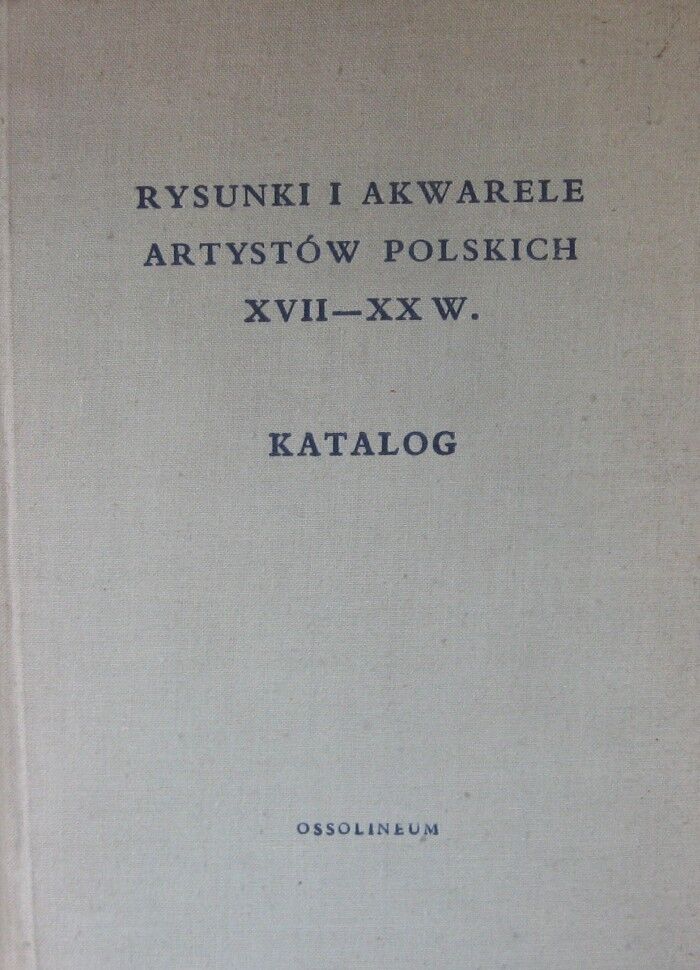 RYSUNKI I AKWARELE
ARTYSTÓW POLSKICH
XVII—XX W.
KATALOG
OSSOLINEUM